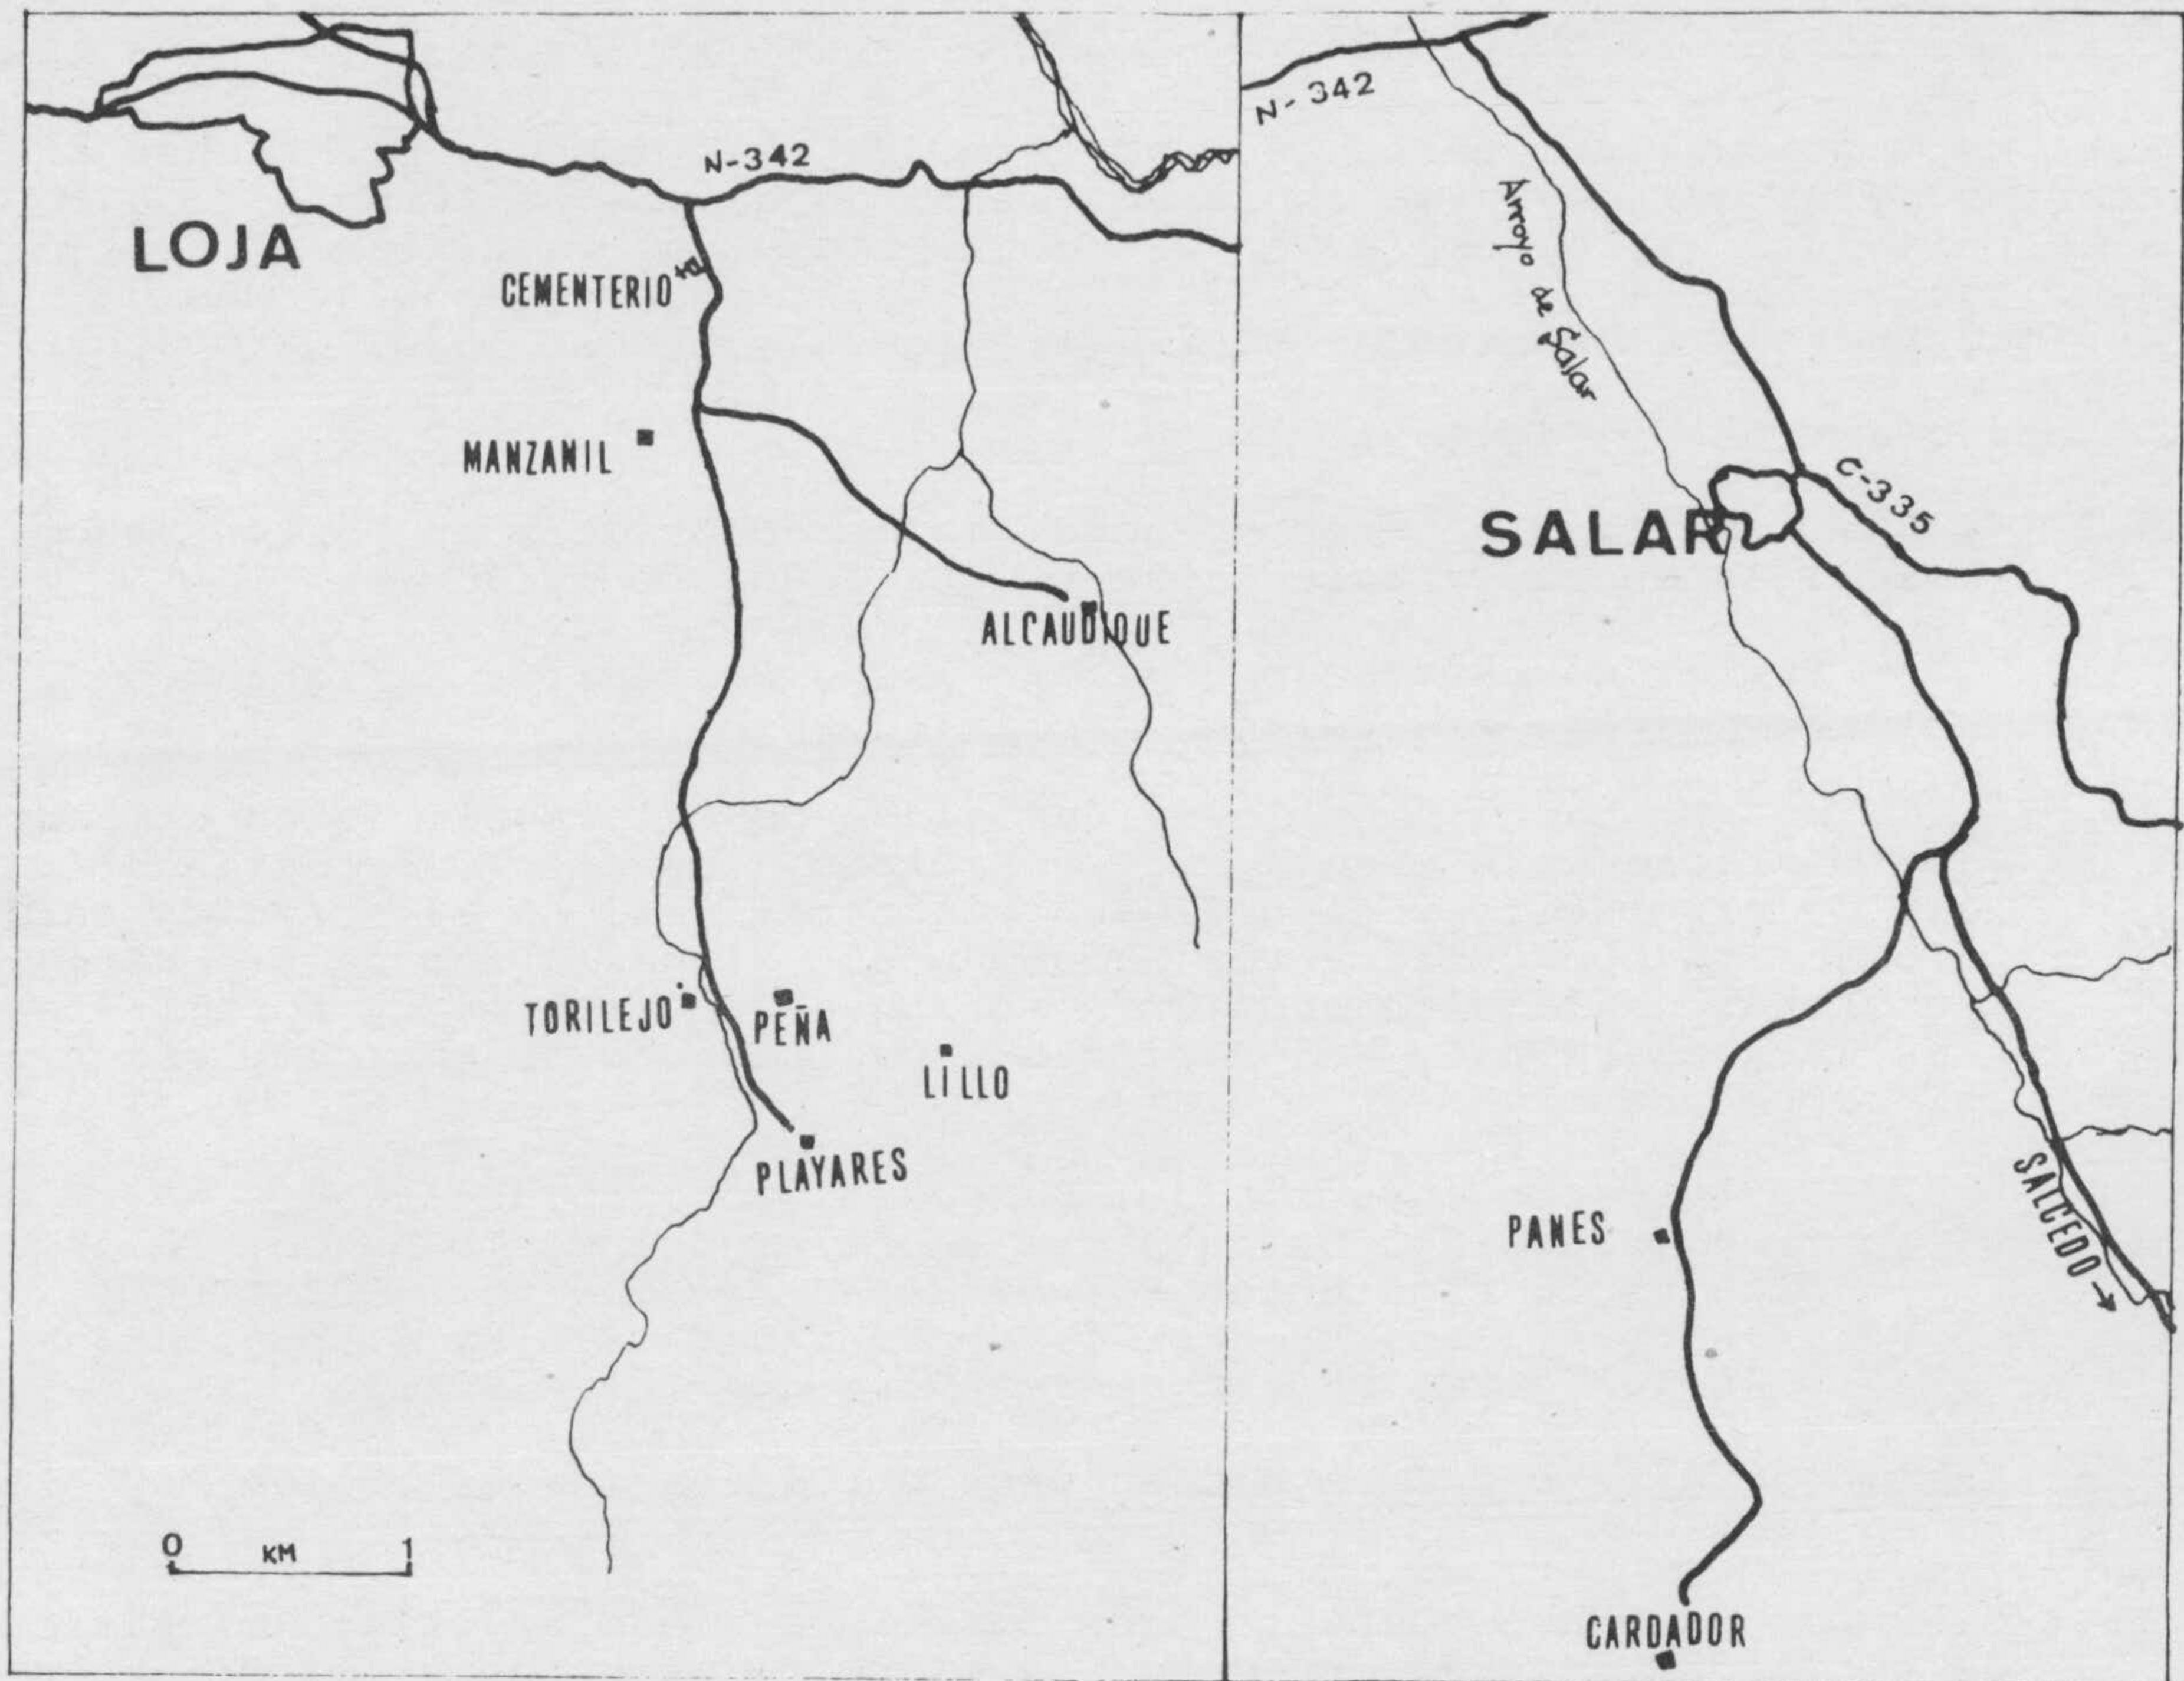 N-342
LOJA
CEMENTERIO
MANZANIL
ALCAUDIQUE
TORILEJO
PEÑA
LILLO
PLAYARES
0 KM 1
N-342
Arroyo de Salar
C-335
SALAR
SALCEDO
PANES
CARDADOR